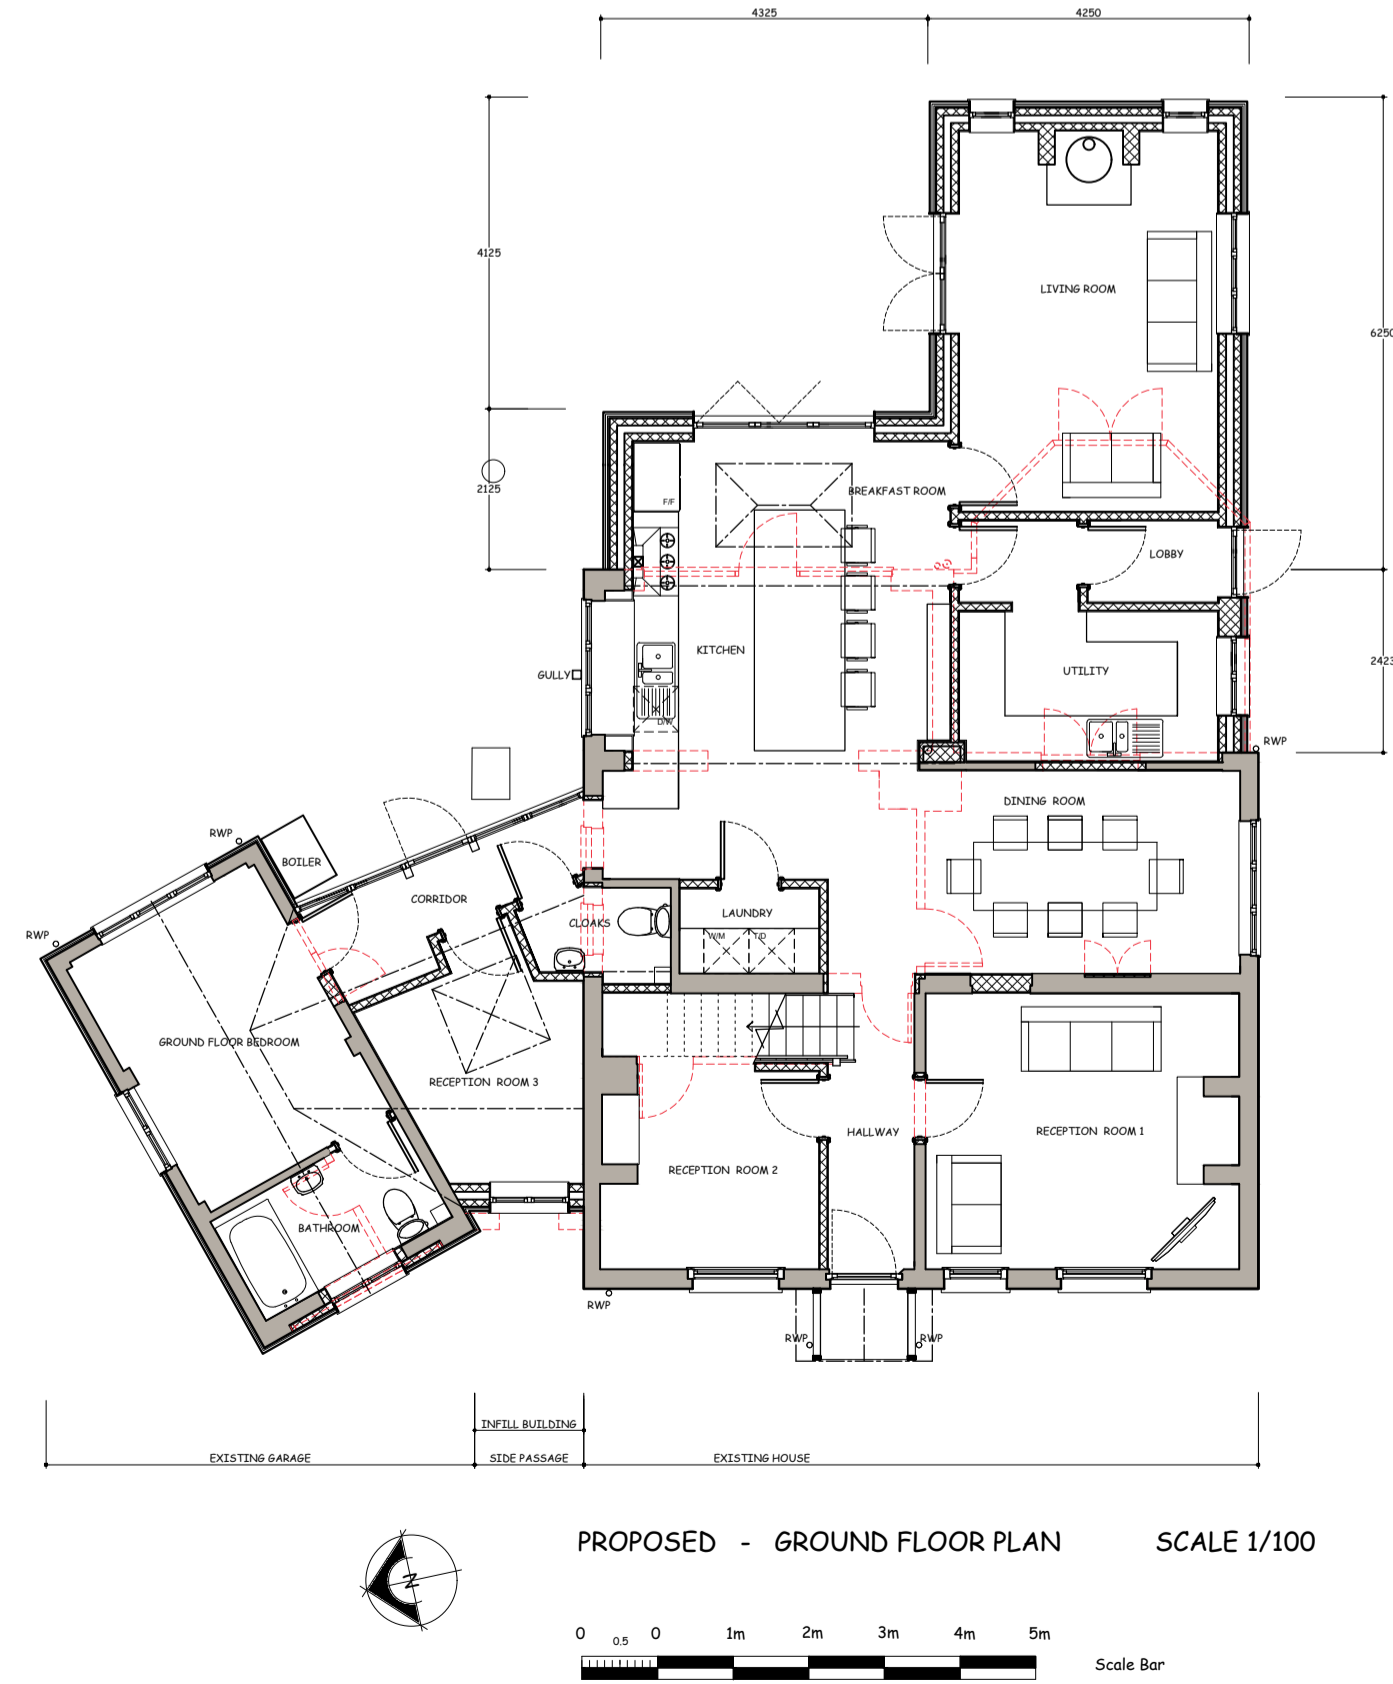 4325
4250
4125
6250
LIVING ROOM
2125
F/F
BREAKFAST ROOM
LOBBY
KITCHEN
GULLY
UTILITY
2423
D/W
RWP
DINING ROOM
RWP
BOILER
CORRIDOR
CLOAKS
LAUNDRY
W/M
T/D
RWP
GROUND FLOOR BEDROOM
RECEPTION ROOM 3
HALLWAY
RECEPTION ROOM 1
RECEPTION ROOM 2
BATHROOM
RWP
RWP
RWP
INFILL BUILDING
EXISTING GARAGE
SIDE PASSAGE
EXISTING HOUSE
N
PROPOSED - GROUND FLOOR PLAN
SCALE 1/100
0 0.5 0 1m 2m 3m 4m 5m
Scale Bar